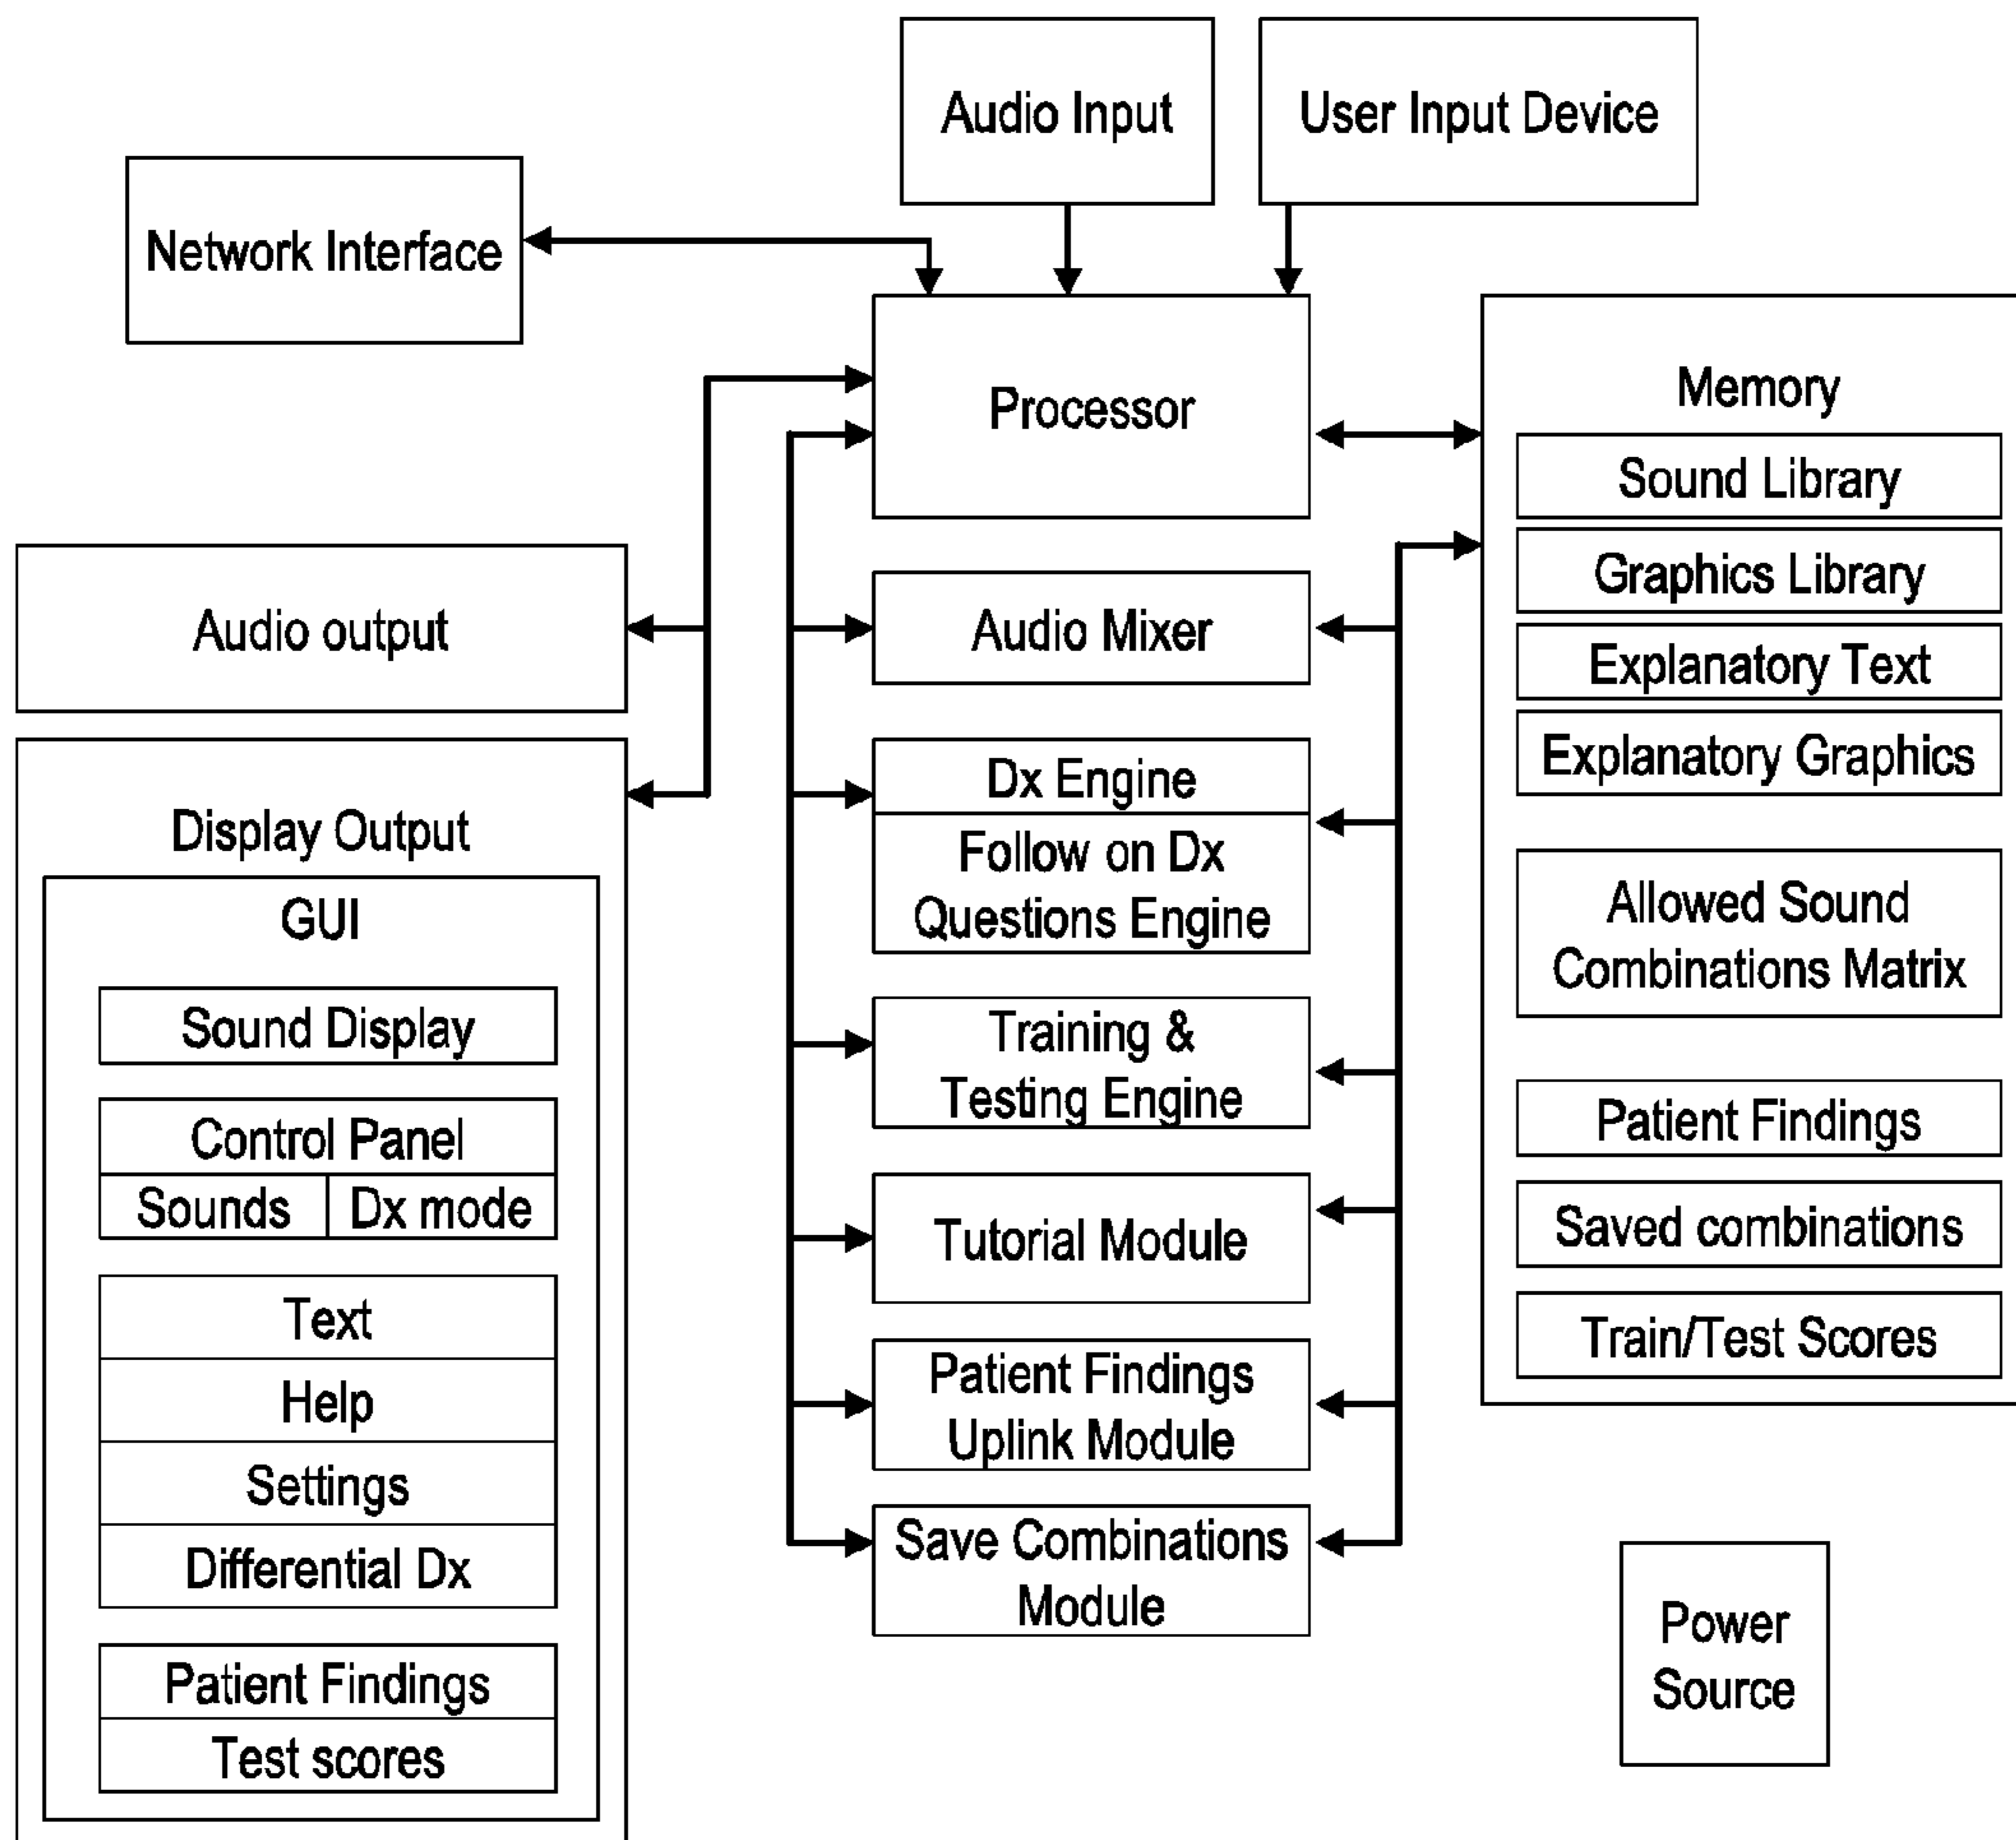 Audio Input
User Input Device
Network Interface
Processor
Audio output
Display Output
GUI
Sound Display
Control Panel
Sounds
Dx mode
Text
Help
Settings
Differential Dx
Patient Findings
Test scores
Audio Mixer
Dx Engine
Follow on Dx
Questions Engine
Training &
Testing Engine
Tutorial Module
Patient Findings
Uplink Module
Save Combinations
Module
Memory
Sound Library
Graphics Library
Explanatory Text
Explanatory Graphics
Allowed Sound
Combinations Matrix
Patient Findings
Saved combinations
Train/Test Scores
Power
Source